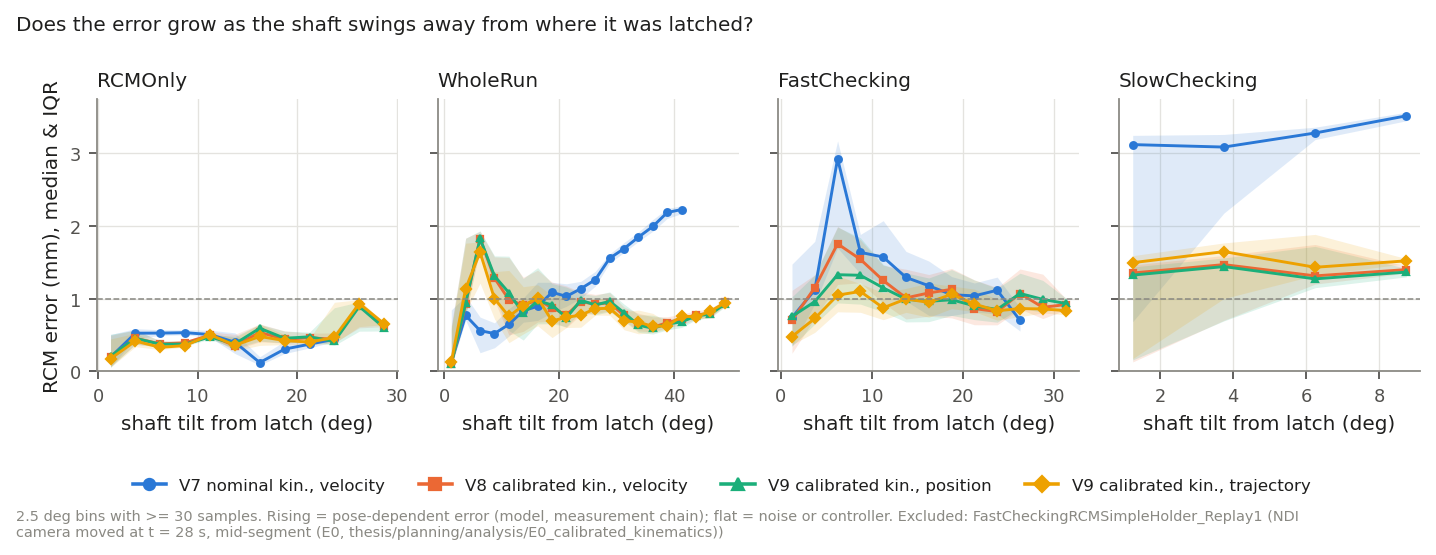 Does the error grow as the shaft swings away from where it was latched?
RCM error (mm), median & IQR
RCMOnly
WholeRun
FastChecking
SlowChecking
3
2
1
0
0 10 20 30
0 20 40
0 10 20 30
2 4 6 8
shaft tilt from latch (deg)
shaft tilt from latch (deg)
shaft tilt from latch (deg)
shaft tilt from latch (deg)
V7 nominal kin., velocity
V8 calibrated kin., velocity
V9 calibrated kin., position
V9 calibrated kin., trajectory
2.5 deg bins with >= 30 samples. Rising = pose-dependent error (model, measurement chain); flat = noise or controller. Excluded: FastCheckingRCMSimpleHolder_Replay1 (NDI
camera moved at t = 28 s, mid-segment (E0, thesis/planning/analysis/E0_calibrated_kinematics))